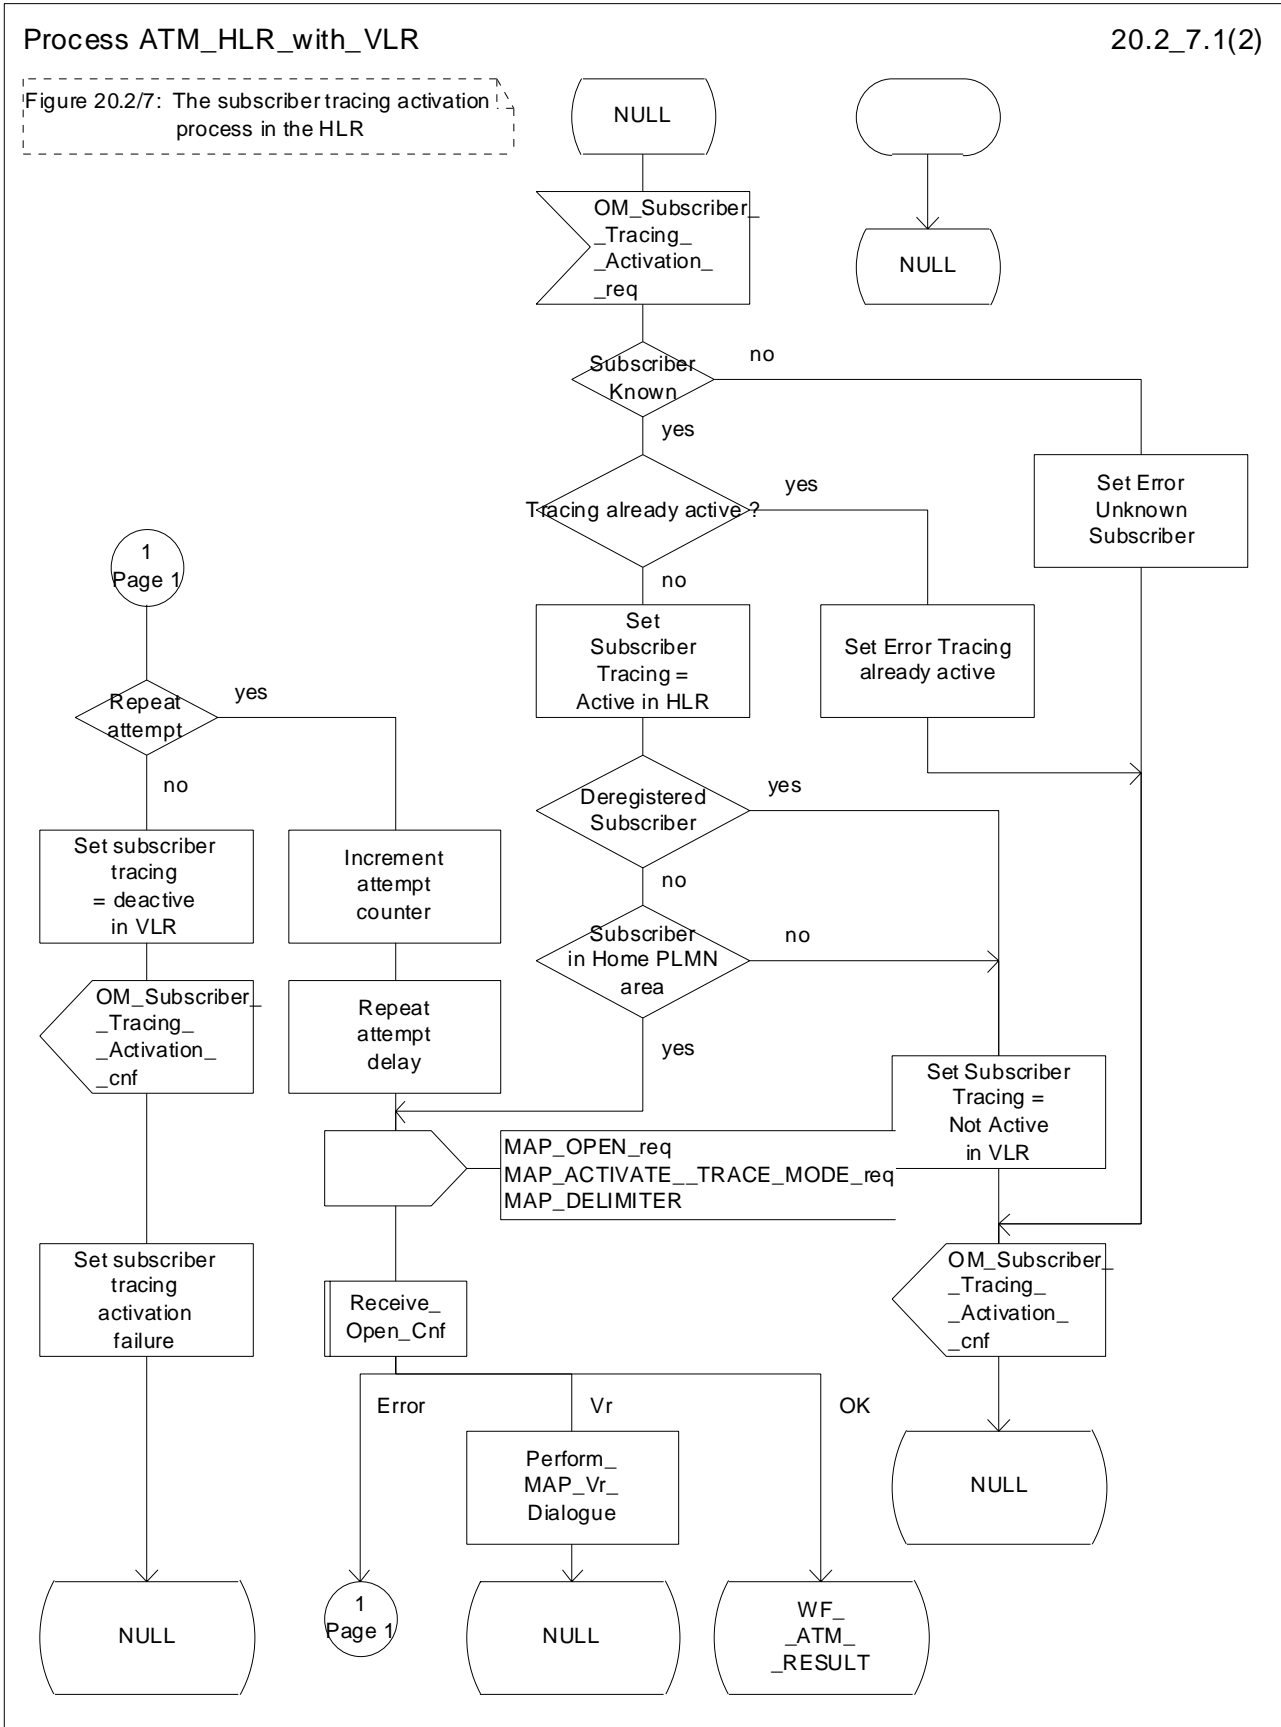 Process ATM_HLR_with_VLR
20.2_7.1(2)
Figure 20.2/7: The subscriber tracing activation
process in the HLR
NULL
NULL
OM_Subscriber_
_Tracing_
_Activation_
_req
Subscriber
Known
no
yes
Tracing already active ?
yes
no
Set Error
Unknown
Subscriber
1
Page 1
Set
Subscriber
Tracing =
Active in HLR
Set Error Tracing
already active
Repeat
attempt
yes
no
Deregistered
Subscriber
yes
no
Set subscriber
tracing
= deactive
in VLR
Increment
attempt
counter
Subscriber
in Home PLMN
area
no
yes
OM_Subscriber_
_Tracing_
_Activation_
_cnf
Repeat
attempt
delay
Set Subscriber
Tracing =
Not Active
in VLR
MAP_OPEN_req
MAP_ACTIVATE__TRACE_MODE_req
MAP_DELIMITER
Set subscriber
tracing
activation
failure
Receive_
Open_Cnf
OM_Subscriber_
_Tracing_
_Activation_
_cnf
Error
Vr
OK
Perform_
MAP_Vr_
Dialogue
NULL
NULL
1
Page 1
NULL
WF_
_ATM_
_RESULT